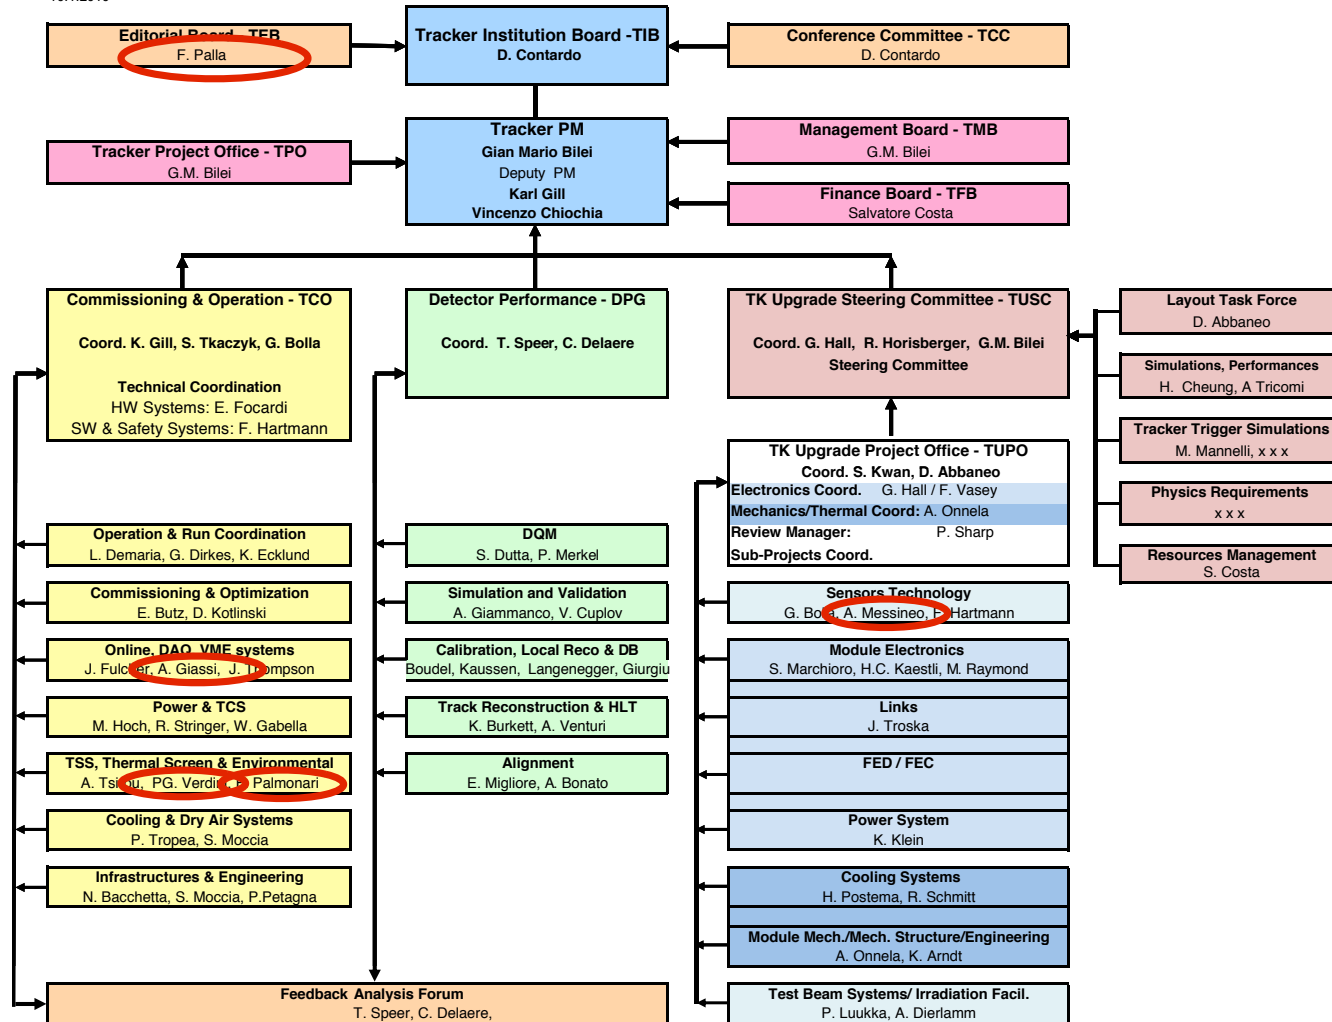 Editorial Board - TEB
F. Palla
Tracker Institution Board -TIB
D. Contardo
Conference Committee - TCC
D. Contardo
Tracker Project Office - TPO
G.M. Bilei
Tracker PM
Gian Mario Bilei
Deputy PM
Karl Gill
Vincenzo Chiochia
Management Board - TMB
G.M. Bilei
Finance Board - TFB
Salvatore Costa
Commissioning & Operation - TCO
Coord. K. Gill, S. Tkaczyk, G. Bolla
Technical Coordination
HW Systems: E. Focardi
SW & Safety Systems: F. Hartmann
Detector Performance - DPG
Coord. T. Speer, C. Delaere
TK Upgrade Steering Committee - TUSC
Coord. G. Hall, R. Horisberger, G.M. Bilei
Steering Committee
Layout Task Force
D. Abbaneo
Simulations, Performances
H. Cheung, A Tricomi
Tracker Trigger Simulations
M. Mannelli, x x x
Physics Requirements
x x x
Resources Management
S. Costa
TK Upgrade Project Office - TUPO
Coord. S. Kwan, D. Abbaneo
Electronics Coord. G. Hall / F. Vasey
Mechanics/Thermal Coord: A. Onnela
Review Manager: P. Sharp
Sub-Projects Coord.
Operation & Run Coordination
L. Demaria, G. Dirkes, K. Ecklund
Commissioning & Optimization
E. Butz, D. Kotlinski
Online, DAQ, VME systems
J. Fulcher, A. Giassi, J. Thompson
Power & TCS
M. Hoch, R. Stringer, W. Gabella
TSS, Thermal Screen & Environmental
A. Tsirou, PG. Verdini, Palmonari
Cooling & Dry Air Systems
P. Tropea, S. Moccia
Infrastructures & Engineering
N. Bacchetta, S. Moccia, P.Petagna
DQM
S. Dutta, P. Merkel
Simulation and Validation
A. Giammanco, V. Cuplov
Calibration, Local Reco & DB
Boudel, Kaussen, Langenegger, Giurgiu
Track Reconstruction & HLT
K. Burkett, A. Venturi
Alignment
E. Migliore, A. Bonato
Sensors Technology
G. Bolla, A. Messineo, F. Hartmann
Module Electronics
S. Marchioro, H.C. Kaestli, M. Raymond
Links
J. Troska
FED / FEC
Power System
K. Klein
Cooling Systems
H. Postema, R. Schmitt
Module Mech./Mech. Structure/Engineering
A. Onnela, K. Arndt
Test Beam Systems/ Irradiation Facil.
P. Luukka, A. Dierlamm
Feedback Analysis Forum
T. Speer, C. Delaere,